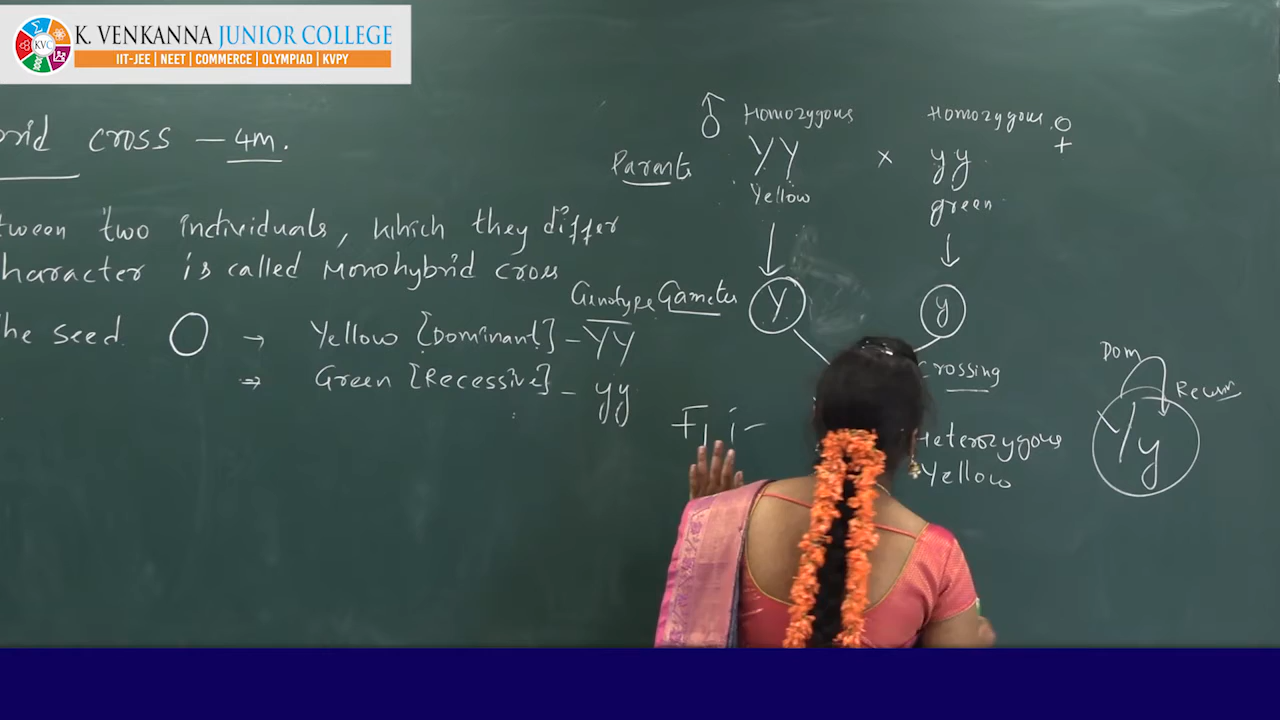 K. VENKANNA JUNIOR COLLEGE
KVC
IIT-JEE | NEET | COMMERCE | OLYMPIAD | KVPY
brid cross – 4m.
tween two individuals, which they differ
haracter is called Monohybrid cross
he seed. → Yellow [Dominant] – YY
→ Green [Recessive] – yy
Genotype
♂ Homozygous Homozygous ♀
Parents YY × yy
Yellow green
Gametes Y y
Crossing
F1 :-
Heterozygous
Yellow
Dom
Yy